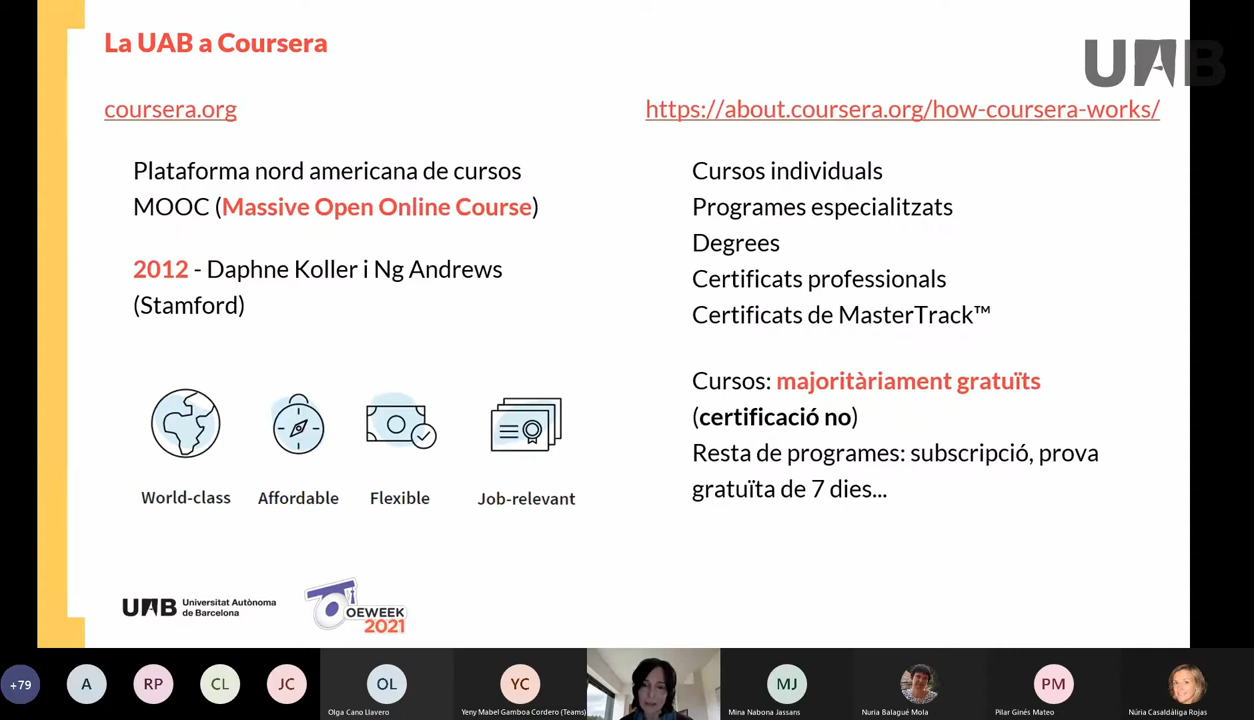 La UAB a Coursera
UAB
coursera.org
Plataforma nord americana de cursos
MOOC (Massive Open Online Course)
2012 - Daphne Koller i Ng Andrews
(Stamford)
World-class
Affordable
Flexible
Job-relevant
https://about.coursera.org/how-coursera-works/
Cursos individuals
Programes especialitzats
Degrees
Certificats professionals
Certificats de MasterTrack™
Cursos: majoritàriament gratuïts
(certificació no)
Resta de programes: subscripció, prova
gratuïta de 7 dies...
UAB
Universitat Autònoma
de Barcelona
OEWEEK
2021
+79
A
RP
CL
JC
OL
Olga Cano Llavero
YC
Yeny Mabel Gamboa Cordero (Teams)
MJ
Mina Nabona Jassans
Nuria Balagué Mola
PM
Pilar Ginés Mateo
Núria Casaldàliga Rojas